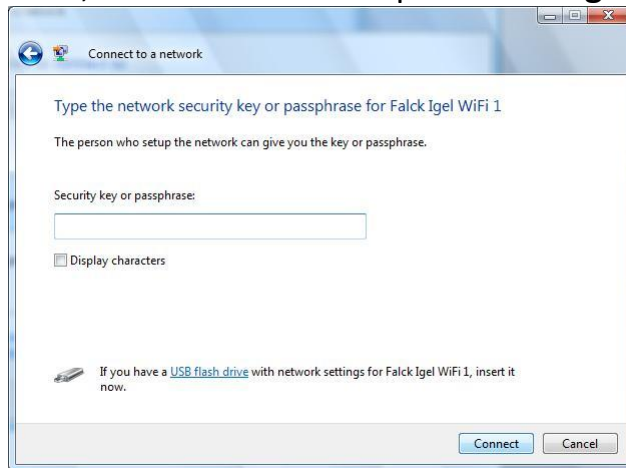 Connect to a network
Type the network security key or passphrase for Falck Igel WiFi 1
The person who setup the network can give you the key or passphrase.
Security key or passphrase:
Display characters
If you have a USB flash drive with network settings for Falck Igel WiFi 1, insert it
now.
Connect Cancel